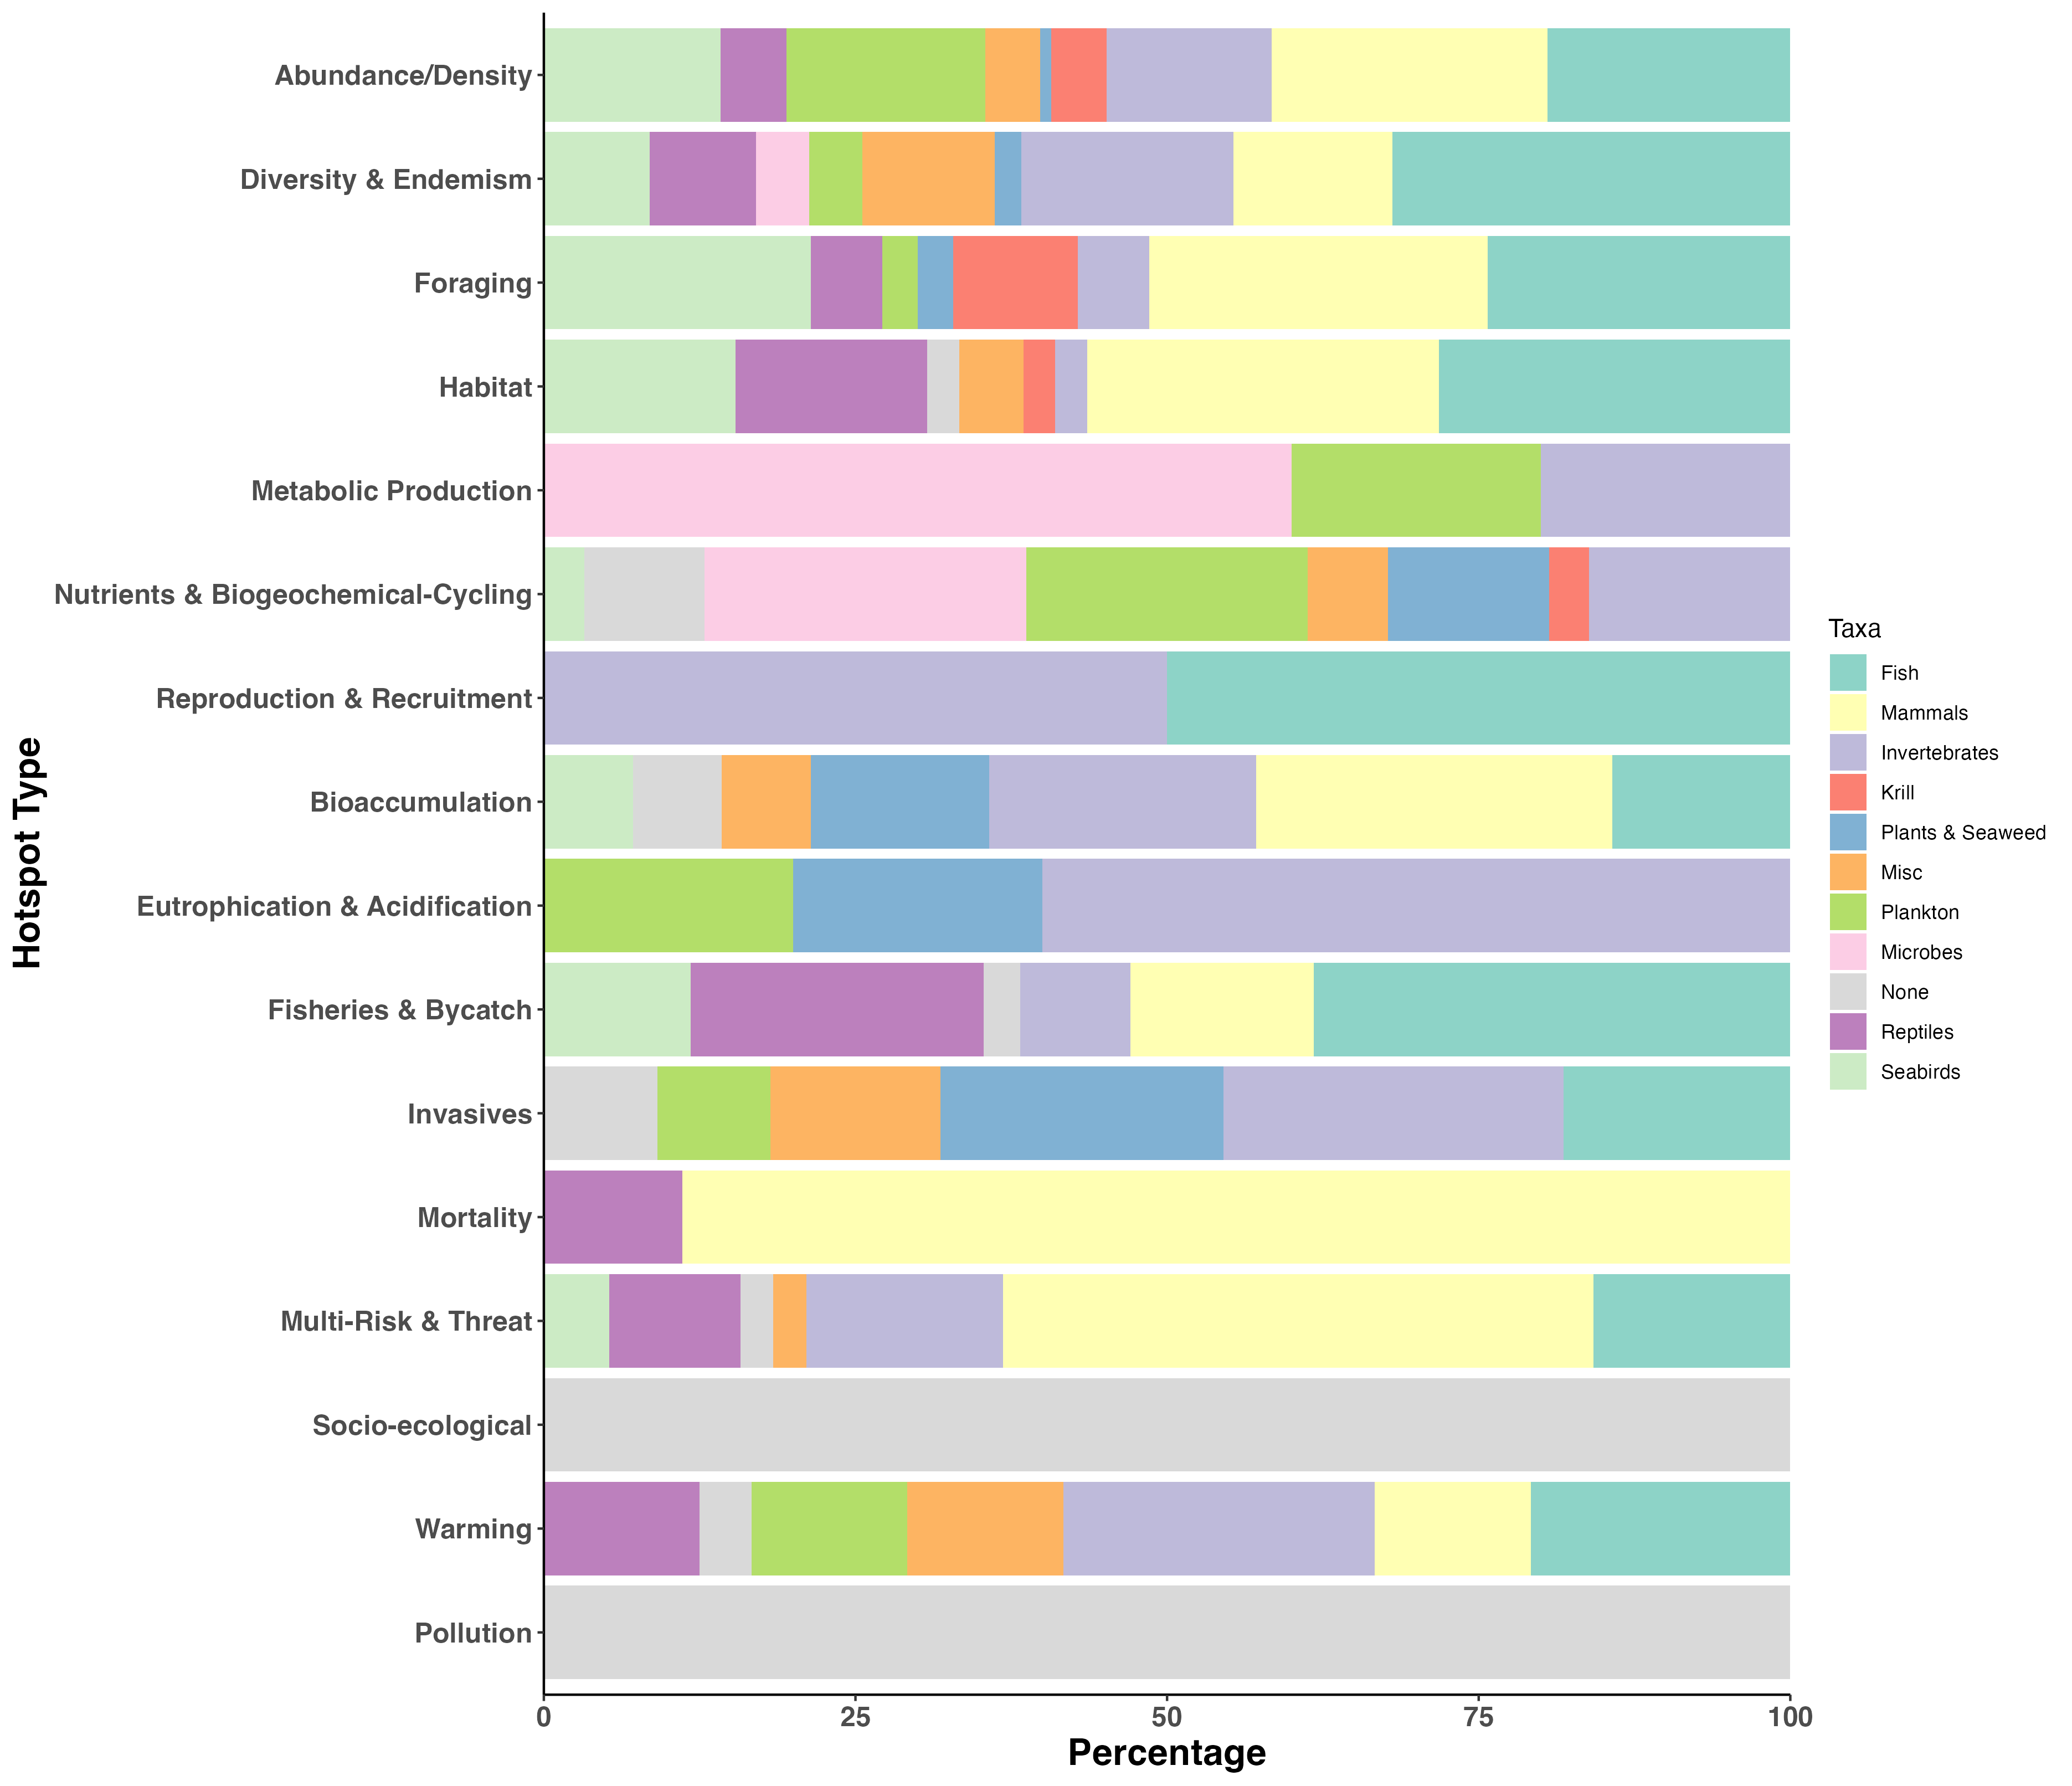 Hotspot Type
Abundance/Density
Diversity & Endemism
Foraging
Habitat
Metabolic Production
Nutrients & Biogeochemical-Cycling
Reproduction & Recruitment
Bioaccumulation
Eutrophication & Acidification
Fisheries & Bycatch
Invasives
Mortality
Multi-Risk & Threat
Socio-ecological
Warming
Pollution
0 25 50 75 100
Percentage
Taxa
Fish
Mammals
Invertebrates
Krill
Plants & Seaweed
Misc
Plankton
Microbes
None
Reptiles
Seabirds